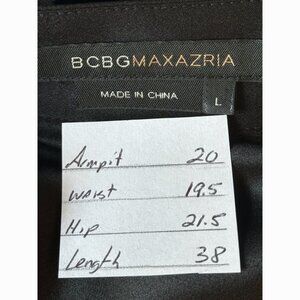 BCBGMAXAZRIA
MADE IN CHINA
L
Armpit 20
Waist 19.5
Hip 21.5
Length 38